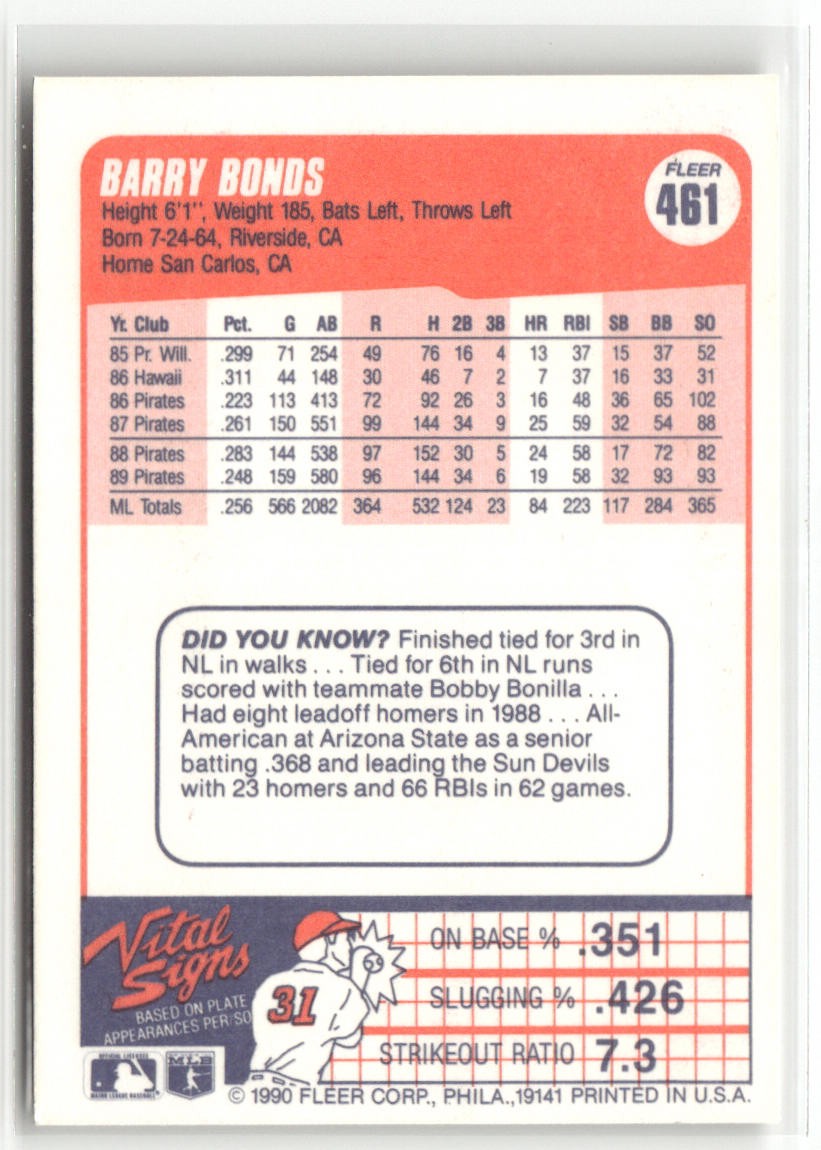 BARRY BONDS
FLEER
461
Height 6'1", Weight 185, Bats Left, Throws Left
Born 7-24-64, Riverside, CA
Home San Carlos, CA
Yr. Club Pct. G AB R H 2B 3B HR RBI SB BB SO
85 Pr. Will. .299 71 254 49 76 16 4 13 37 15 37 52
86 Hawaii .311 44 148 30 46 7 2 7 37 16 33 31
86 Pirates .223 113 413 72 92 26 3 16 48 36 65 102
87 Pirates .261 150 551 99 144 34 9 25 59 32 54 88
88 Pirates .283 144 538 97 152 30 5 24 58 17 72 82
89 Pirates .248 159 580 96 144 34 6 19 58 32 93 93
ML Totals .256 566 2082 364 532 124 23 84 223 117 284 365
DID YOU KNOW? Finished tied for 3rd in
NL in walks . . . Tied for 6th in NL runs
scored with teammate Bobby Bonilla . . .
Had eight leadoff homers in 1988 . . . All-
American at Arizona State as a senior
batting .368 and leading the Sun Devils
with 23 homers and 66 RBIs in 62 games.
Vital
Signs
BASED ON PLATE
APPEARANCES PER/SO
31
ON BASE % .351
SLUGGING % .426
STRIKEOUT RATIO 7.3
OFFICIAL LICENSEE
MAJOR LEAGUE BASEBALL
MLB
© 1990 FLEER CORP., PHILA.,19141 PRINTED IN U.S.A.